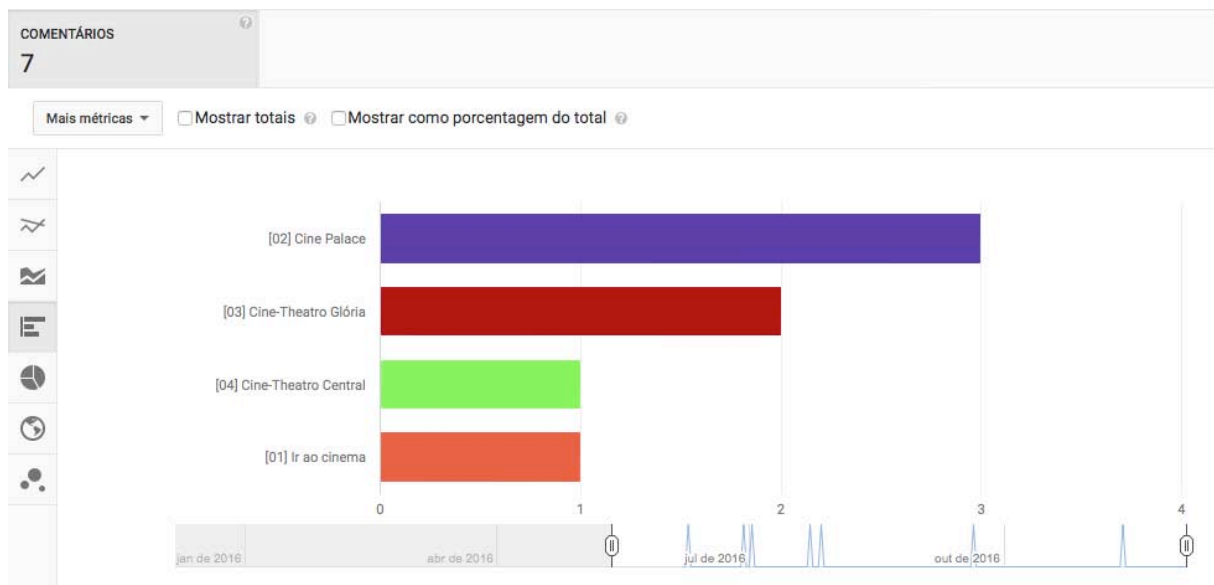 COMENTÁRIOS
7
Mais métricas
Mostrar totais
Mostrar como porcentagem do total
[02] Cine Palace
[03] Cine-Theatro Glória
[04] Cine-Theatro Central
[01] Ir ao cinema
0 1 2 3 4
jan de 2016 abr de 2016 jul de 2016 out de 2016